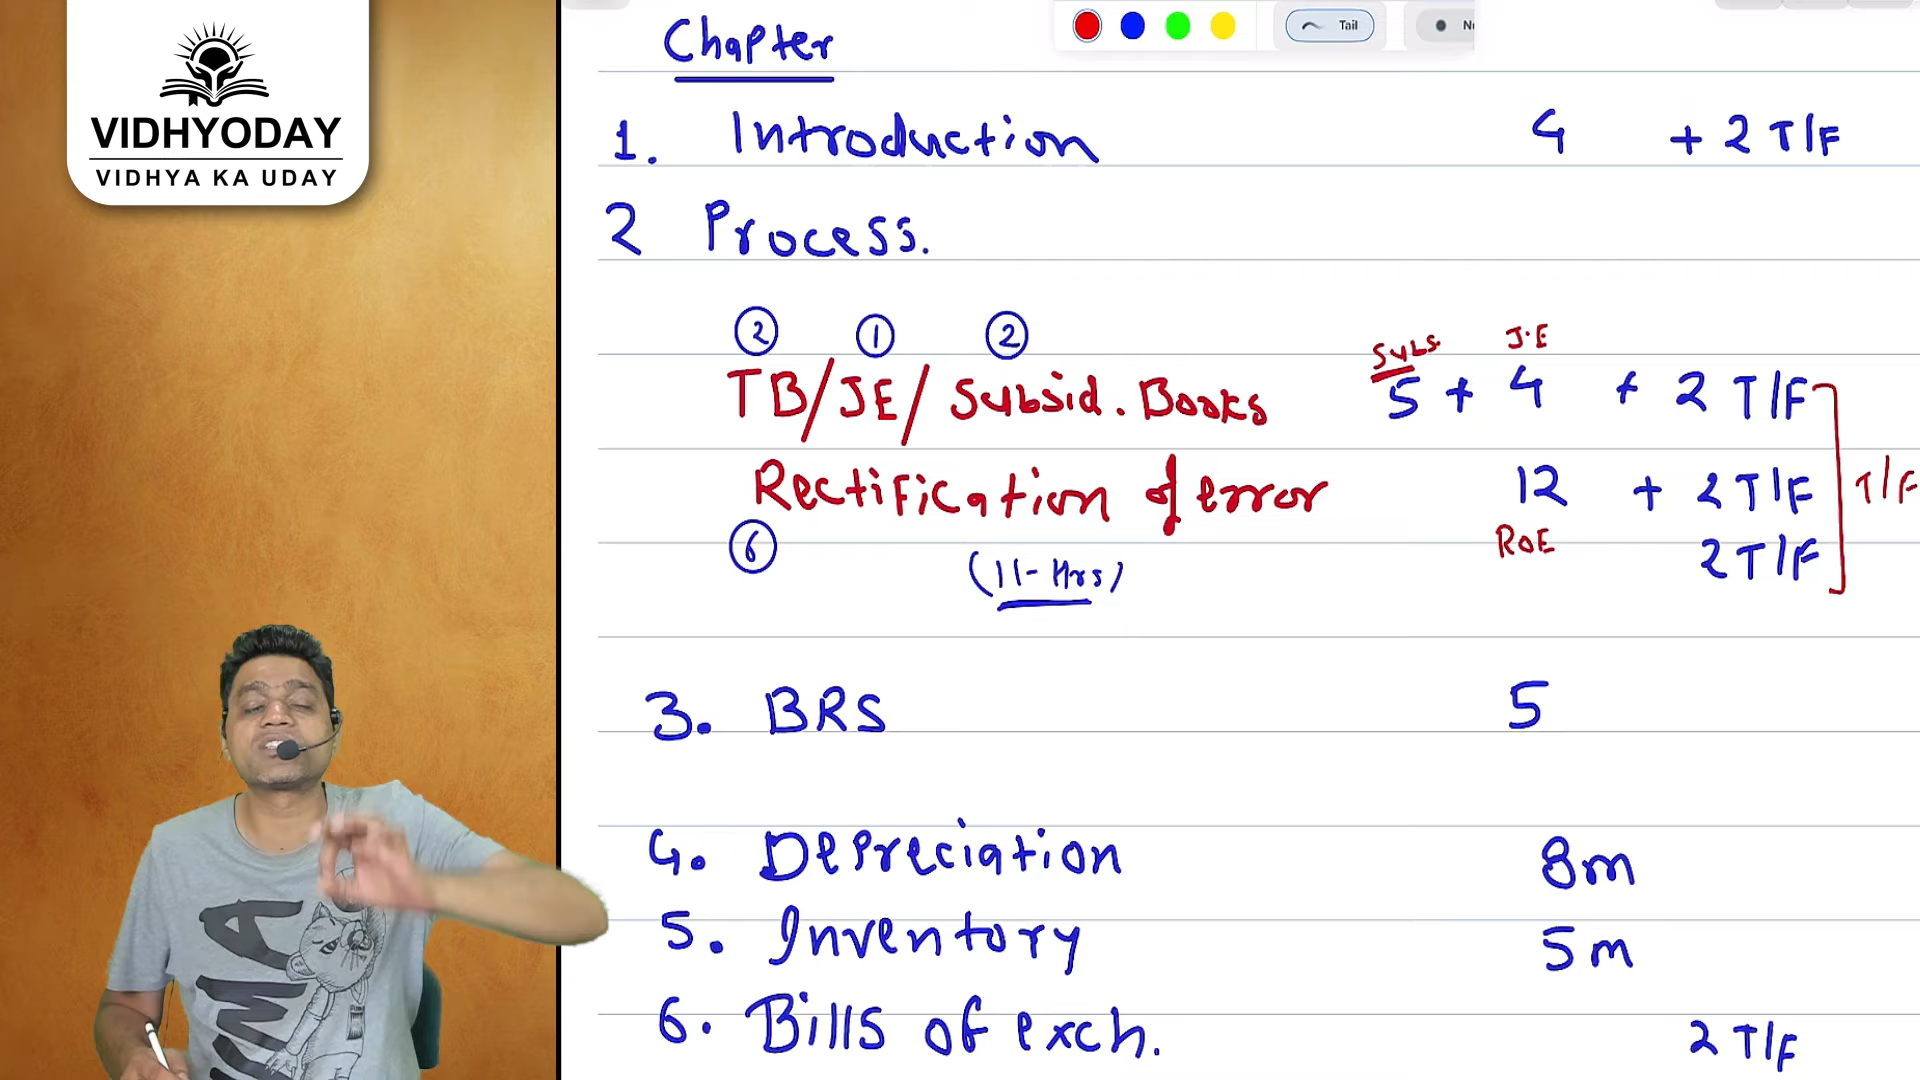 VIDHYODAY
VIDHYA KA UDAY
Tail
Chapter
1. Introduction 4 + 2 T/F
2 Process.
2 1 2
Subs. J.E
TB/JE/Subsid. Books 5 + 4 + 2 T/F
Rectification of error 12 + 2 T/F T/F
6 (11-Hrs) ROE 2 T/F
3. BRS 5
4. Depreciation 8m
5. Inventory 5m
6. Bills of exch. 2 T/F